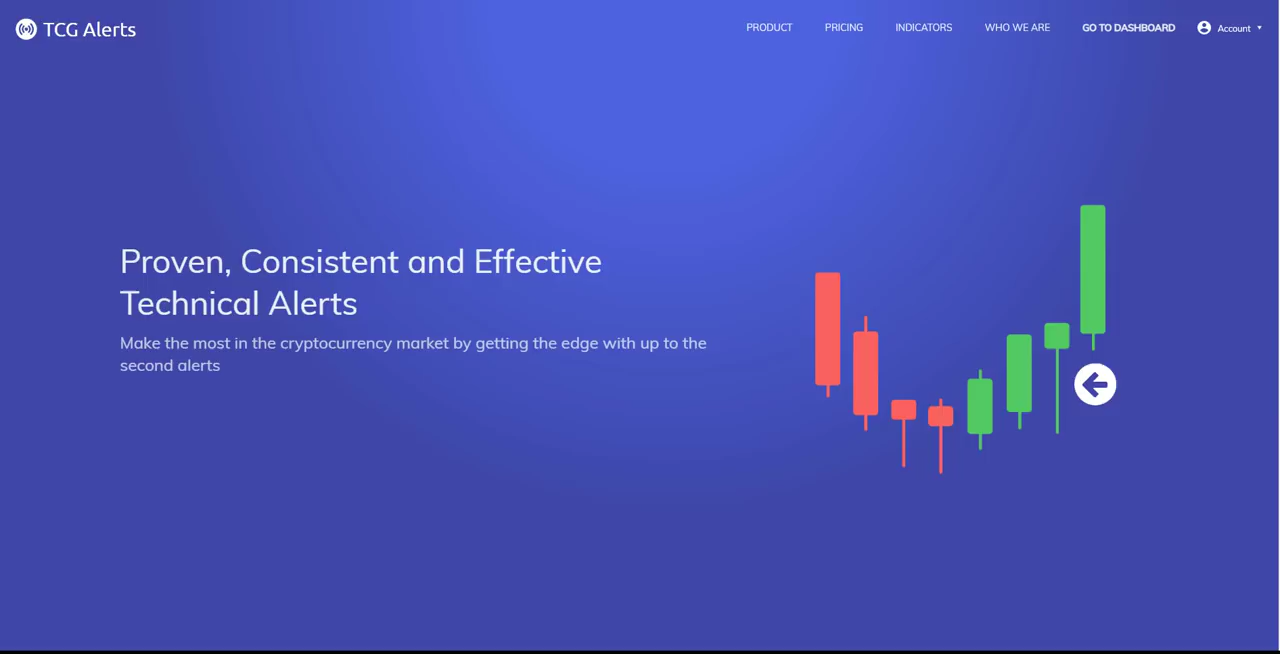 TCG Alerts
PRODUCT
PRICING
INDICATORS
WHO WE ARE
GO TO DASHBOARD
Account
Proven, Consistent and Effective
Technical Alerts
Make the most in the cryptocurrency market by getting the edge with up to the
second alerts